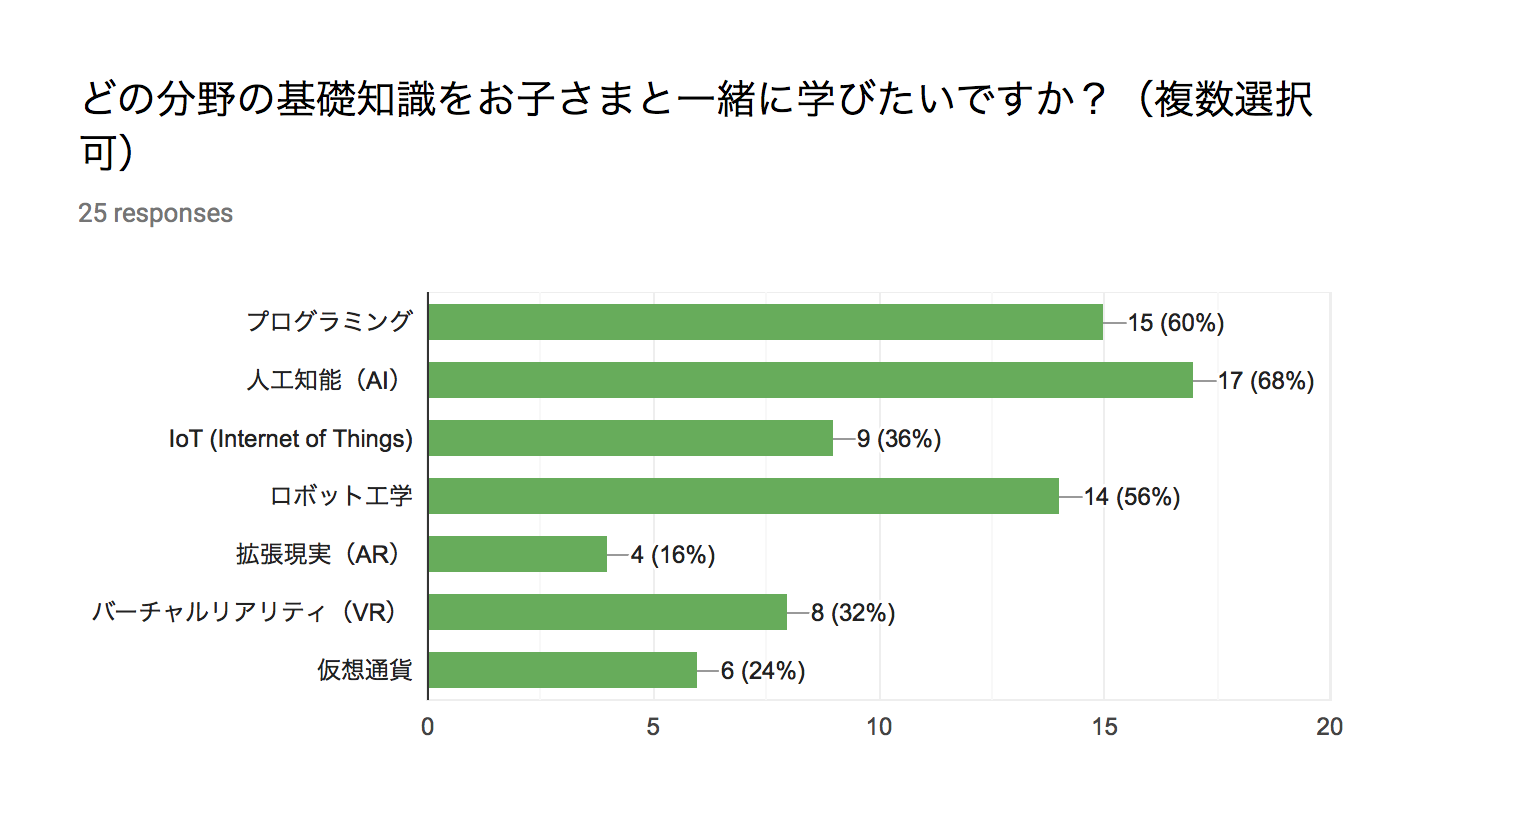 どの分野の基礎知識をお子さまと一緒に学びたいですか？（複数選択
可）
25 responses
プログラミング 15 (60%)
人工知能（AI） 17 (68%)
IoT (Internet of Things) 9 (36%)
ロボット工学 14 (56%)
拡張現実（AR） 4 (16%)
バーチャルリアリティ（VR） 8 (32%)
仮想通貨 6 (24%)
0 5 10 15 20